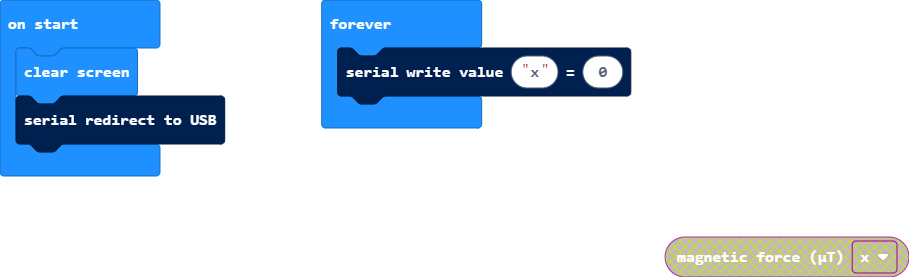 on start
clear screen
serial redirect to USB
forever
serial write value "x" = 0
magnetic force (µT) x